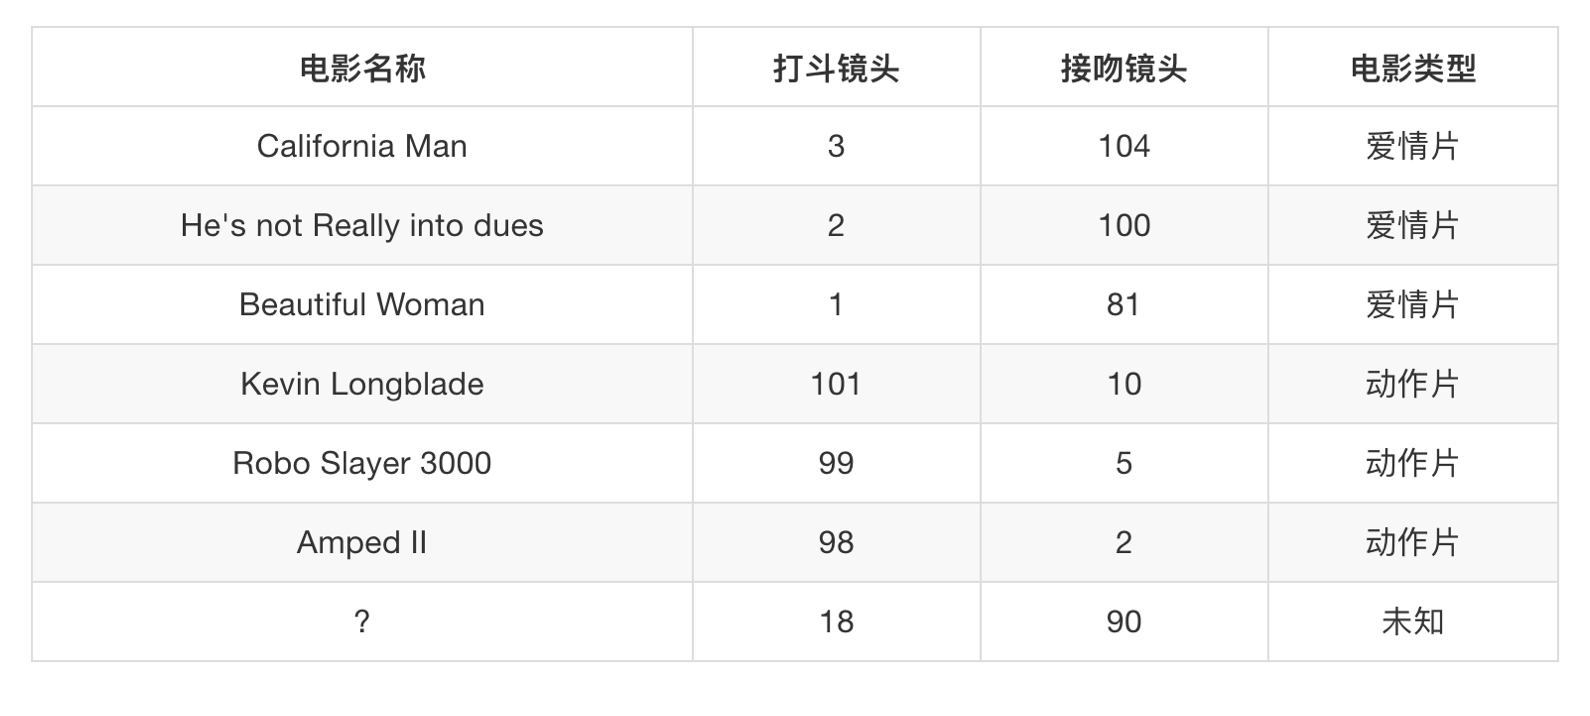 电影名称 打斗镜头 接吻镜头 电影类型
California Man 3 104 爱情片
He's not Really into dues 2 100 爱情片
Beautiful Woman 1 81 爱情片
Kevin Longblade 101 10 动作片
Robo Slayer 3000 99 5 动作片
Amped II 98 2 动作片
? 18 90 未知